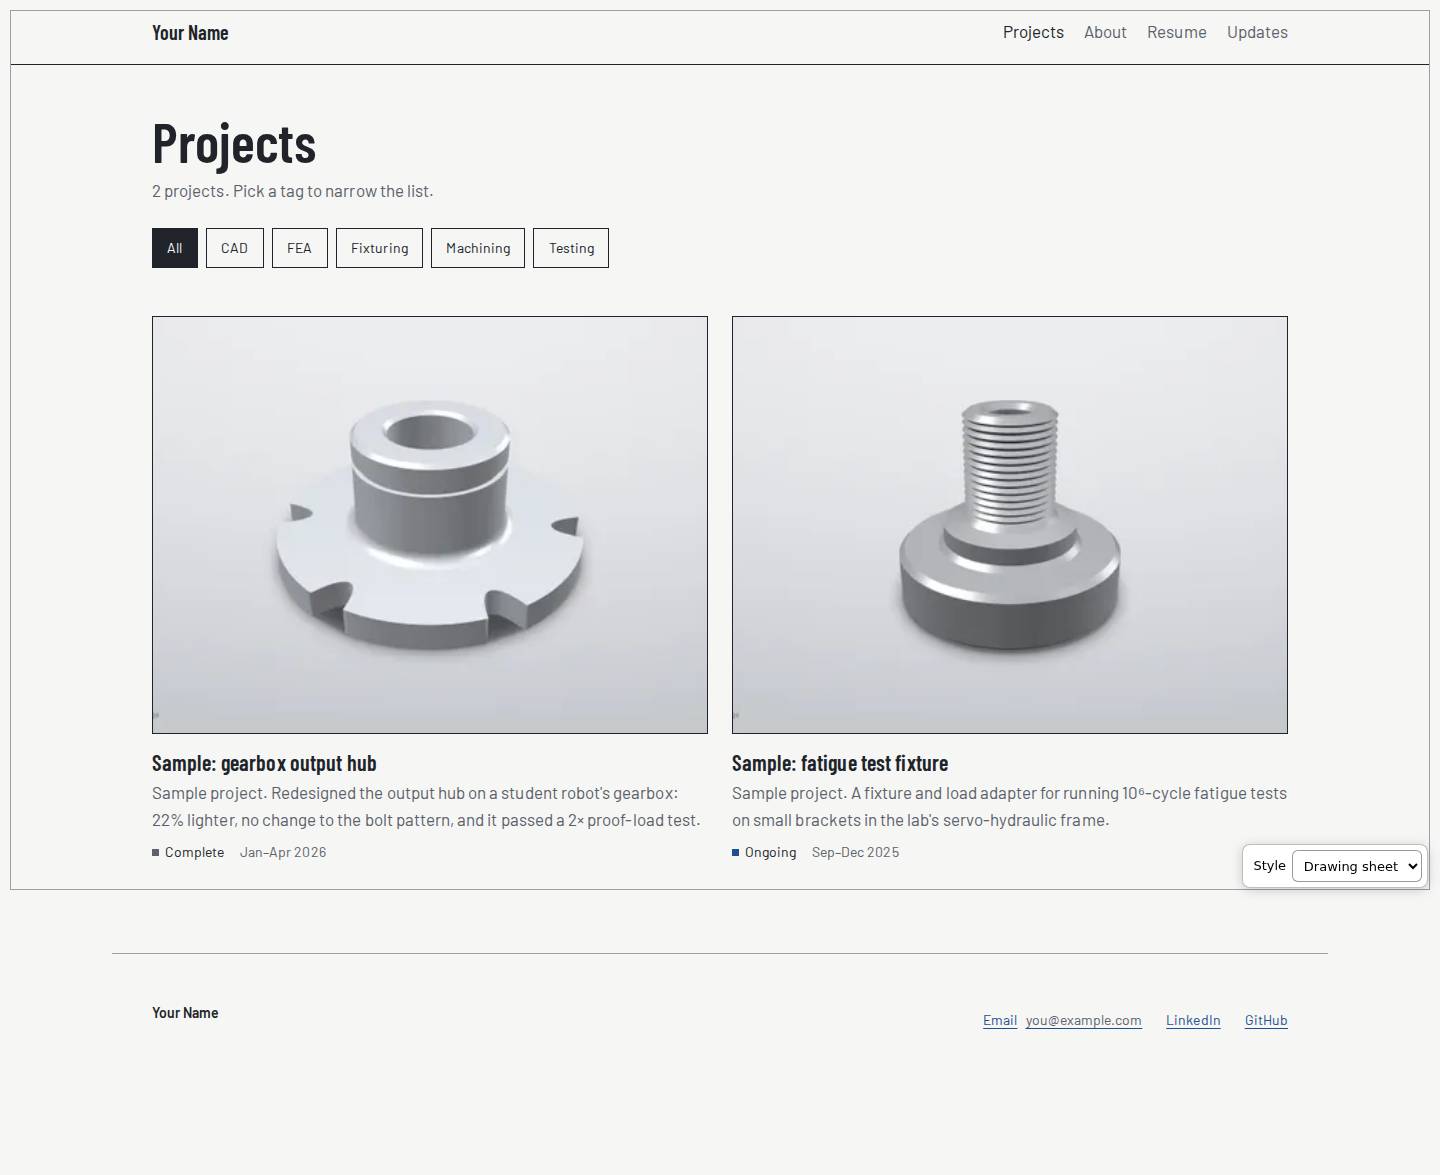 Your Name
Projects About Resume Updates
Projects
2 projects. Pick a tag to narrow the list.
All CAD FEA Fixturing Machining Testing
Sample: gearbox output hub
Sample project. Redesigned the output hub on a student robot's gearbox:
22% lighter, no change to the bolt pattern, and it passed a 2× proof-load test.
Complete Jan–Apr 2026
Sample: fatigue test fixture
Sample project. A fixture and load adapter for running 10⁶-cycle fatigue tests
on small brackets in the lab's servo-hydraulic frame.
Ongoing Sep–Dec 2025
Style Drawing sheet
Your Name
Email you@example.com LinkedIn GitHub